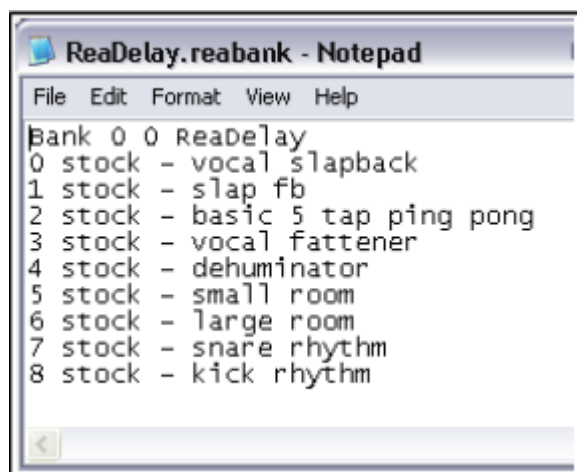 ReaDelay.reabank - Notepad
File Edit Format View Help
Bank 0 0 ReaDelay
0 stock - vocal slapback
1 stock - slap fb
2 stock - basic 5 tap ping pong
3 stock - vocal fattener
4 stock - dehuminator
5 stock - small room
6 stock - large room
7 stock - snare rhythm
8 stock - kick rhythm